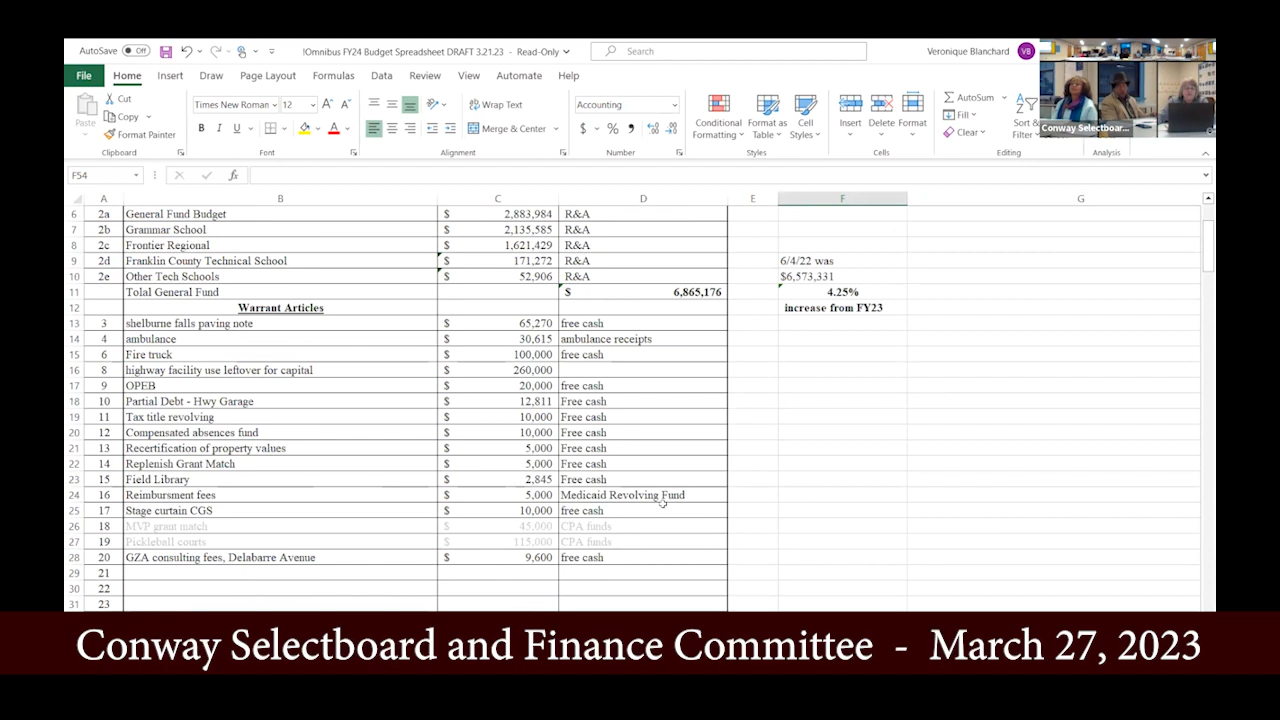 AutoSave Off !Omnibus FY24 Budget Spreadsheet DRAFT 3.21.23 - Read-Only Search Veronique Blanchard VB
File Home Insert Draw Page Layout Formulas Data Review View Automate Help
Paste Cut Copy Format Painter
Times New Roman 12 A A B I U A
Wrap Text Merge & Center
Accounting $ % ,
Conditional Formatting Format as Table Cell Styles
Insert Delete Format
AutoSum Fill Clear Sort & Filter
Conway Selectboar...
Clipboard Font Alignment Number Styles Cells Editing Analysis
F54 fx
A B C D E F G
6 2a General Fund Budget $ 2,883,984 R&A
7 2b Grammar School $ 2,135,585 R&A
8 2c Frontier Regional $ 1,621,429 R&A
9 2d Franklin County Technical School $ 171,272 R&A 6/4/22 was
10 2e Other Tech Schools $ 52,906 R&A $6,573,331
11 Total General Fund $ 6,865,176 4.25%
12 Warrant Articles increase from FY23
13 3 shelburne falls paving note $ 65,270 free cash
14 4 ambulance $ 30,615 ambulance receipts
15 6 Fire truck $ 100,000 free cash
16 8 highway facility use leftover for capital $ 260,000
17 9 OPEB $ 20,000 free cash
18 10 Partial Debt - Hwy Garage $ 12,811 Free cash
19 11 Tax title revolving $ 10,000 Free cash
20 12 Compensated absences fund $ 10,000 Free cash
21 13 Recertification of property values $ 5,000 Free cash
22 14 Replenish Grant Match $ 5,000 Free cash
23 15 Field Library $ 2,845 Free cash
24 16 Reimbursment fees $ 5,000 Medicaid Revolving Fund
25 17 Stage curtain CGS $ 10,000 free cash
26 18 MVP grant match $ 45,000 CPA funds
27 19 Pickleball courts $ 115,000 CPA funds
28 20 GZA consulting fees, Delabarre Avenue $ 9,600 free cash
29 21
30 22
31 23
Conway Selectboard and Finance Committee - March 27, 2023